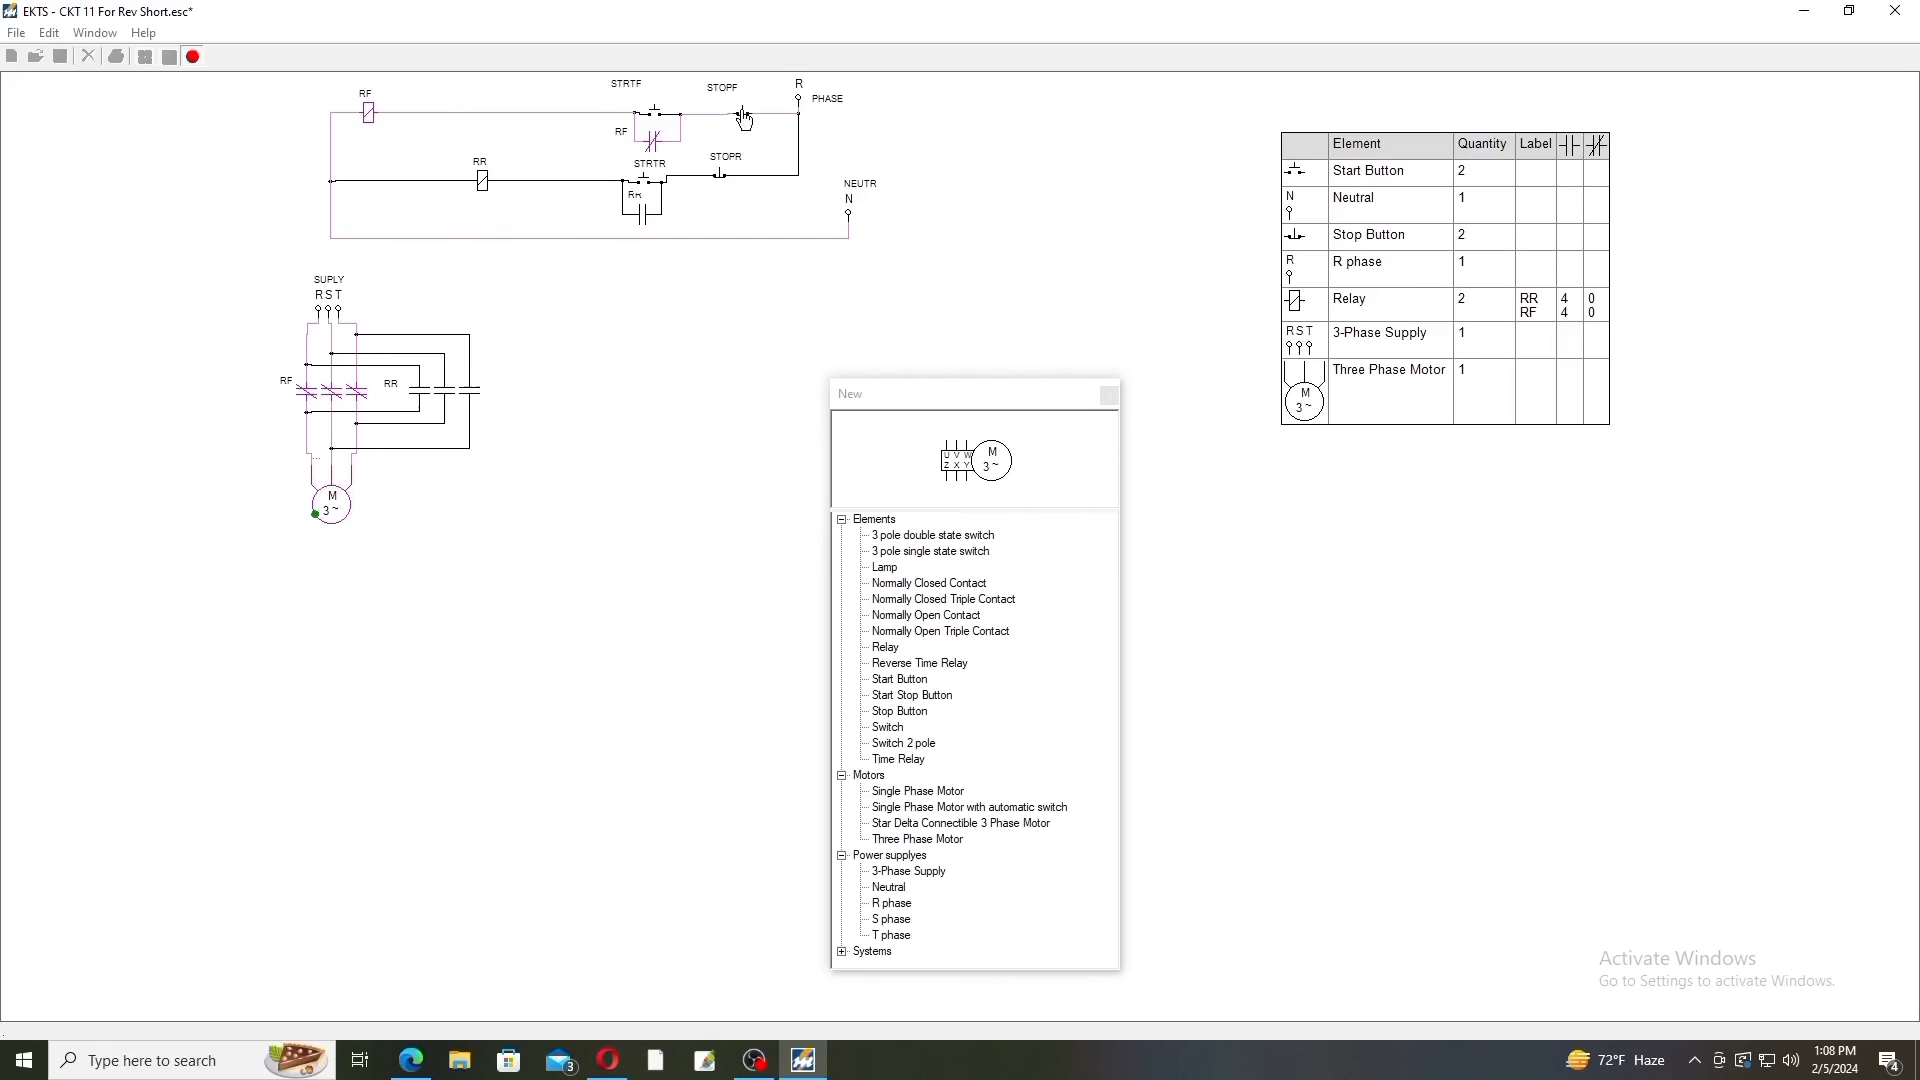 EKTS - CKT 11 For Rev Short.esc*
File Edit Window Help
STRTF
STOPF
R
RF
PHASE
RF
STRTR
STOPR
RR
RR
NEUTR
N
SUPLY
R S T
RF
RR
...
M
3 ~
Element Quantity Label
Start Button 2
N Neutral 1
Stop Button 2
R R phase 1
Relay 2 RR 4 0
RF 4 0
R S T 3-Phase Supply 1
Three Phase Motor 1
M
3 ~
New
U V W M
Z X Y 3 ~
Elements
3 pole double state switch
3 pole single state switch
Lamp
Normally Closed Contact
Normally Closed Triple Contact
Normally Open Contact
Normally Open Triple Contact
Relay
Reverse Time Relay
Start Button
Start Stop Button
Stop Button
Switch
Switch 2 pole
Time Relay
Motors
Single Phase Motor
Single Phase Motor with automatic switch
Star Delta Connectible 3 Phase Motor
Three Phase Motor
Power supplyes
3-Phase Supply
Neutral
R phase
S phase
T phase
Systems
Activate Windows
Go to Settings to activate Windows.
Type here to search
3
72°F Haze
1:08 PM
2/5/2024
4